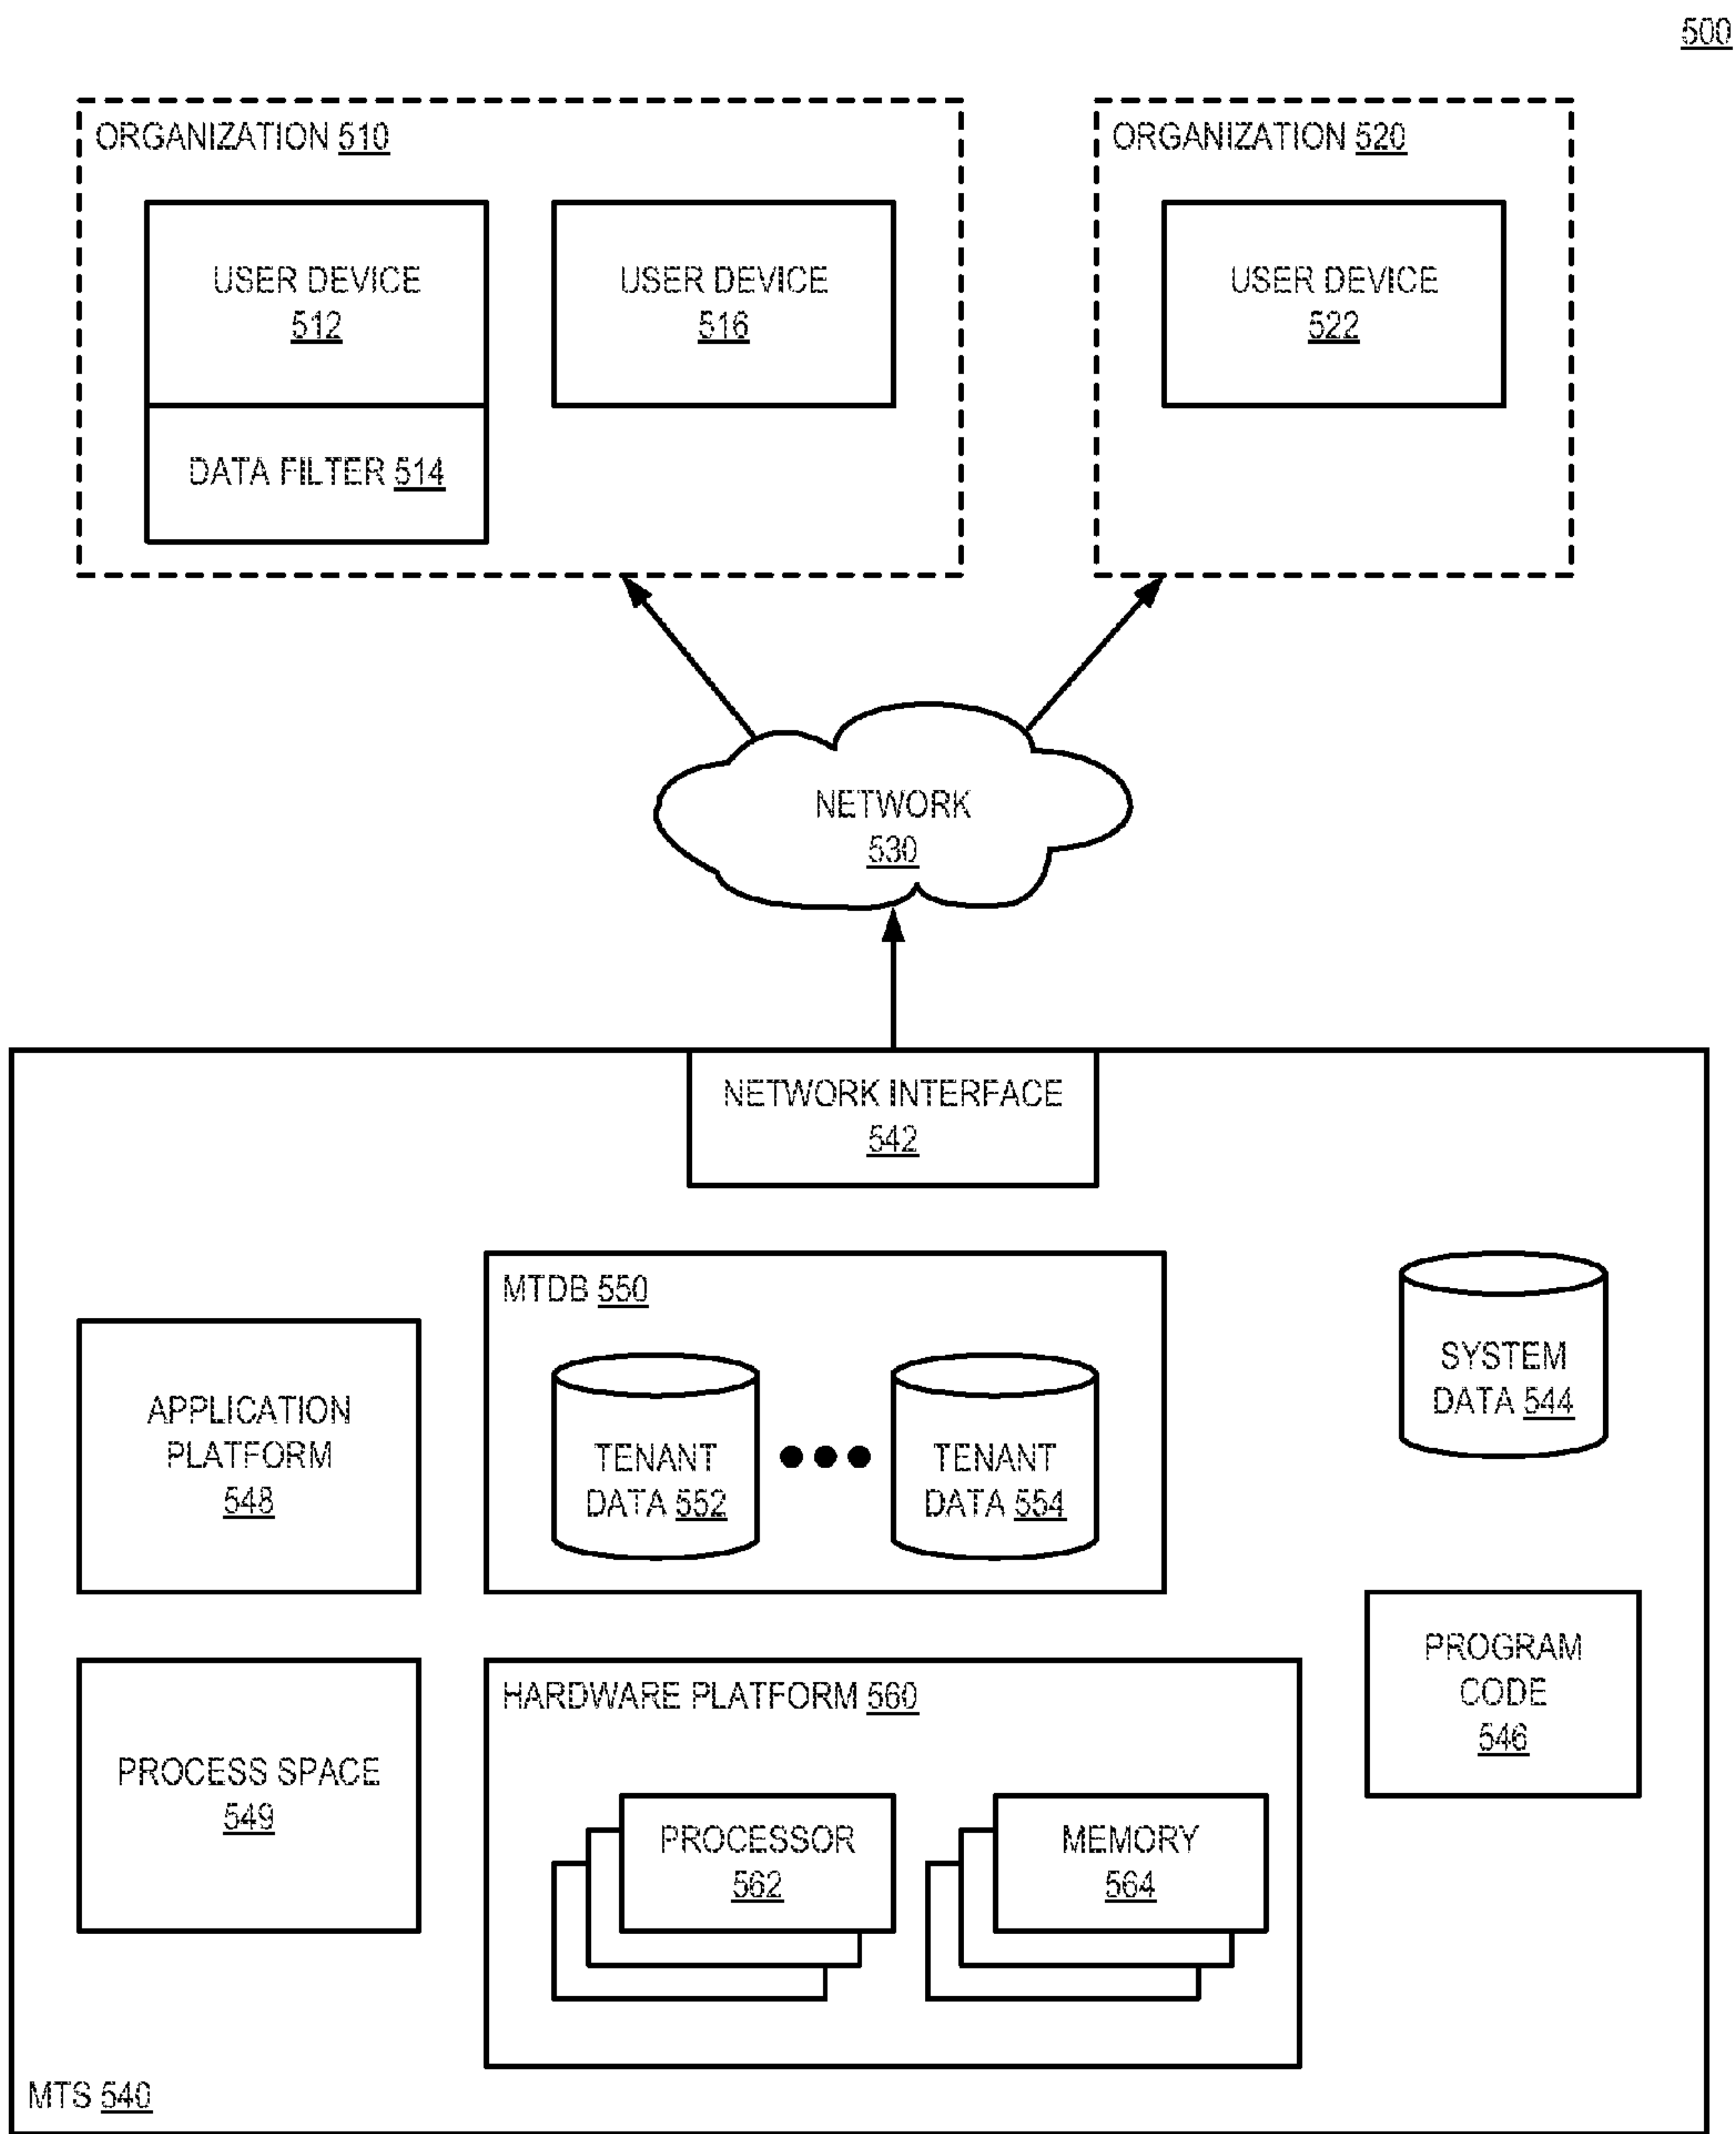 500
ORGANIZATION 510
USER DEVICE
512
DATA FILTER 514
USER DEVICE
516
ORGANIZATION 520
USER DEVICE
522
NETWORK
530
NETWORK INTERFACE
542
MTDB 550
TENANT
DATA 552
TENANT
DATA 554
SYSTEM
DATA 544
APPLICATION
PLATFORM
548
PROCESS SPACE
549
HARDWARE PLATFORM 560
PROCESSOR
562
MEMORY
564
PROGRAM
CODE
546
MTS 540